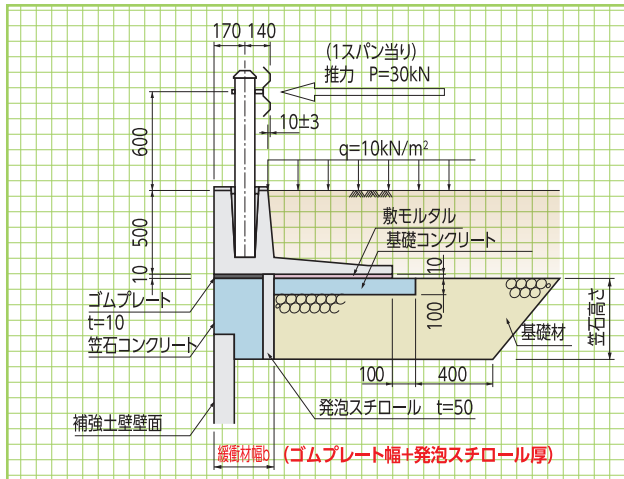 170 140
(1スパン当り)
推力 P=30kN
10±3
600
q=10kN/m²
500
敷モルタル
基礎コンクリート
10
10
ゴムプレート
t=10
100
笠石高さ
笠石コンクリート
基礎材
100 400
発泡スチロール t=50
補強土壁壁面
緩衝材幅b (ゴムプレート幅+発泡スチロール厚)